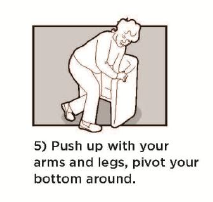 5) Push up with your
arms and legs, pivot your
bottom around.